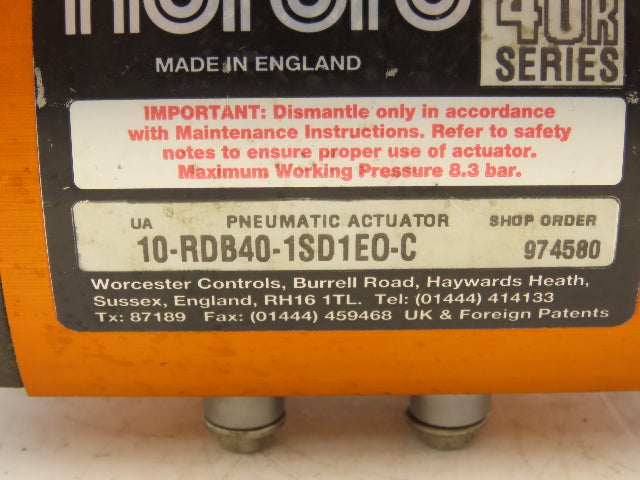 40R
SERIES
MADE IN ENGLAND
IMPORTANT: Dismantle only in accordance
with Maintenance Instructions. Refer to safety
notes to ensure proper use of actuator.
Maximum Working Pressure 8.3 bar.
UA PNEUMATIC ACTUATOR SHOP ORDER
10-RDB40-1SD1EO-C 974580
Worcester Controls, Burrell Road, Haywards Heath,
Sussex, England, RH16 1TL. Tel: (01444) 414133
Tx: 87189 Fax: (01444) 459468 UK & Foreign Patents